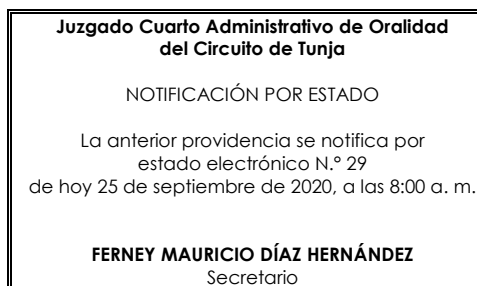 Juzgado Cuarto Administrativo de Oralidad
del Circuito de Tunja
NOTIFICACIÓN POR ESTADO
La anterior providencia se notifica por
estado electrónico N.° 29
de hoy 25 de septiembre de 2020, a las 8:00 a. m.
FERNEY MAURICIO DÍAZ HERNÁNDEZ
Secretario